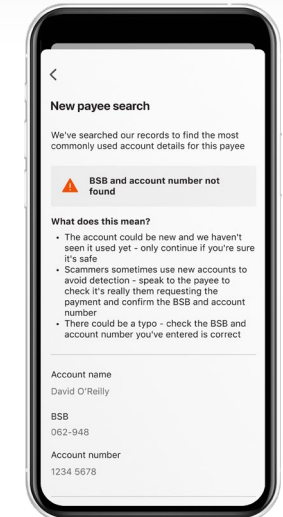 New payee search
We've searched our records to find the most
commonly used account details for this payee
BSB and account number not
found
What does this mean?
• The account could be new and we haven't
seen it used yet - only continue if you're sure
it's safe
• Scammers sometimes use new accounts to
avoid detection - speak to the payee to
check it's really them requesting the
payment and confirm the BSB and account
number
• There could be a typo - check the BSB and
account number you've entered is correct
Account name
David O'Reilly
BSB
062-948
Account number
1234 5678